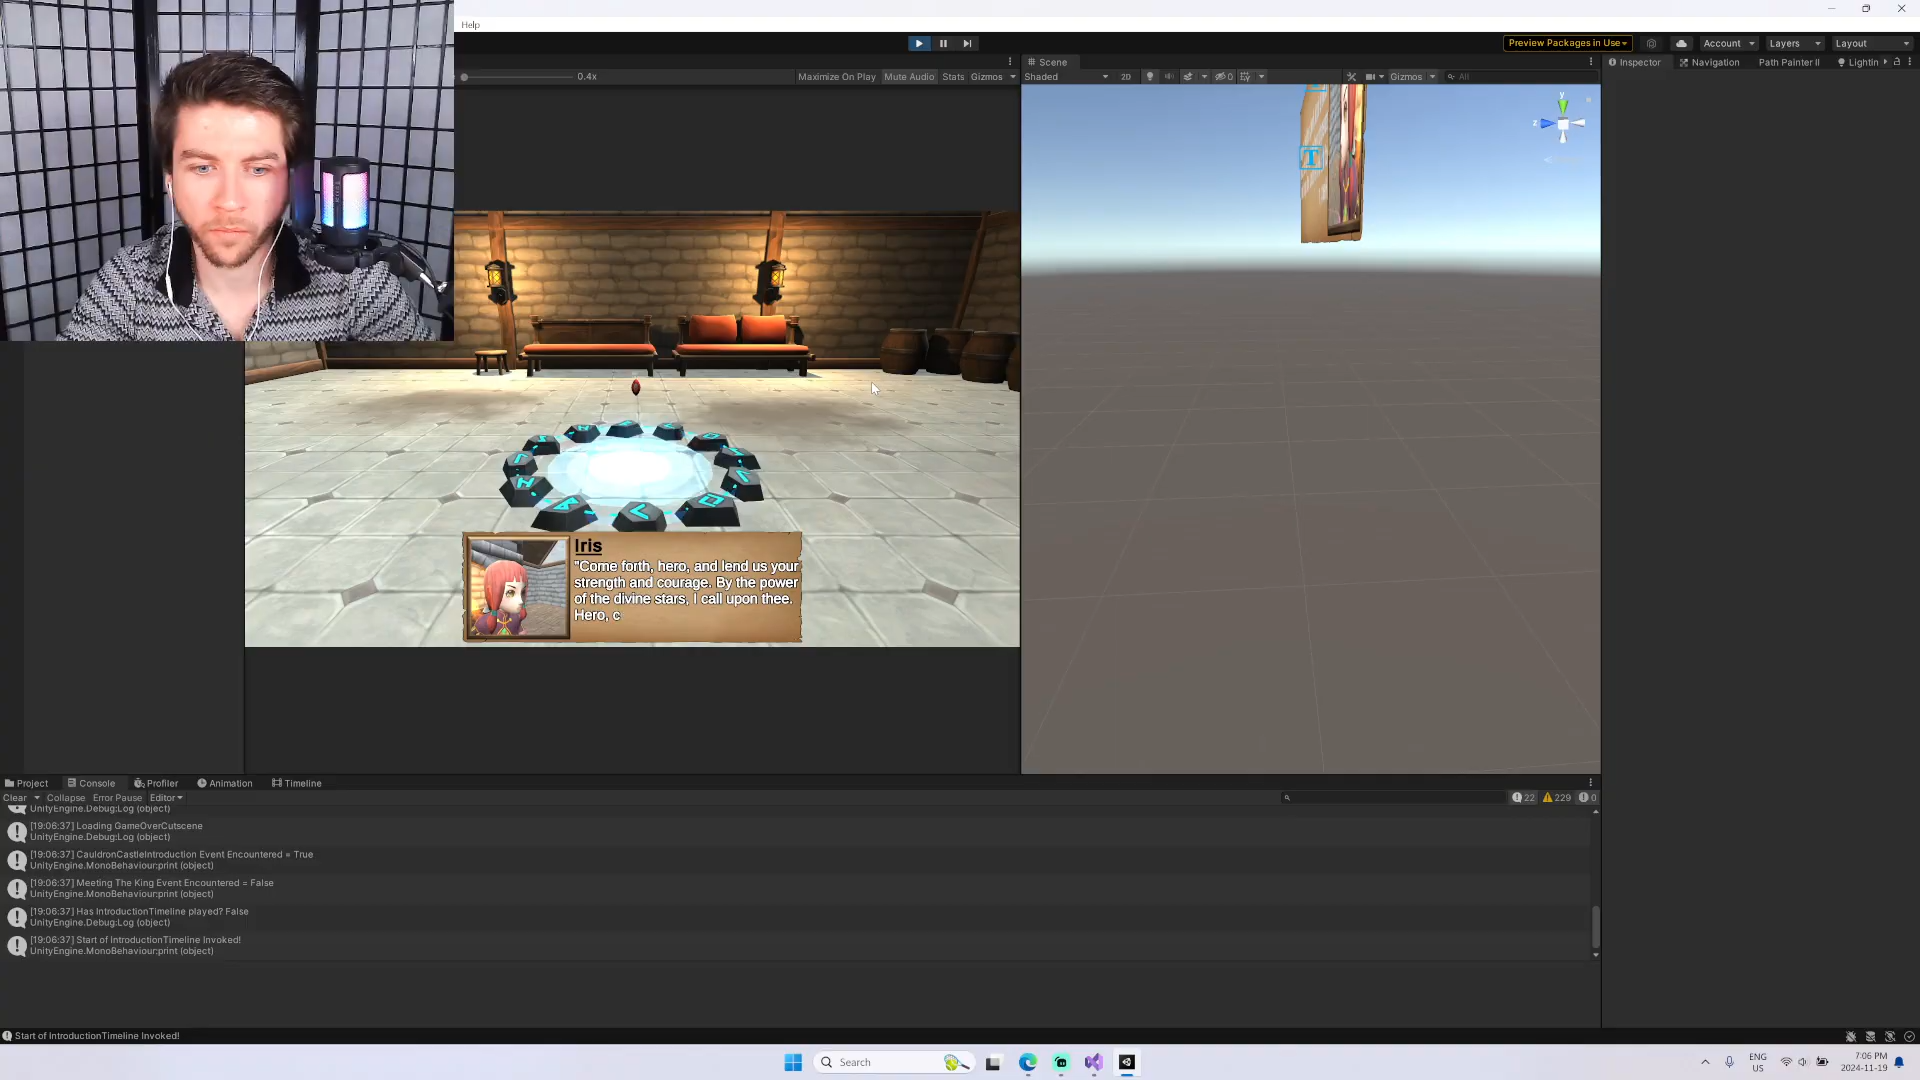 Help
Preview Packages in Use
Account
Layers
Layout
0.4x
Maximize On Play
Mute Audio
Stats
Gizmos
Scene
Shaded
2D
0
Gizmos
All
Inspector
Navigation
Path Painter II
Lightin
y
z
T
Iris
"Come forth, hero, and lend us your
strength and courage. By the power
of the divine stars, I call upon thee.
Hero, c
Project
Console
Profiler
Animation
Timeline
Clear
Collapse
Error Pause
Editor
22
229
0
UnityEngine.Debug:Log (object)
[19:06:37] Loading GameOverCutscene
UnityEngine.Debug:Log (object)
[19:06:37] CauldronCastleIntroduction Event Encountered = True
UnityEngine.MonoBehaviour:print (object)
[19:06:37] Meeting The King Event Encountered = False
UnityEngine.MonoBehaviour:print (object)
[19:06:37] Has IntroductionTimeline played? False
UnityEngine.Debug:Log (object)
[19:06:37] Start of IntroductionTimeline Invoked!
UnityEngine.MonoBehaviour:print (object)
Start of IntroductionTimeline Invoked!
Search
ENG
US
7:06 PM
2024-11-19